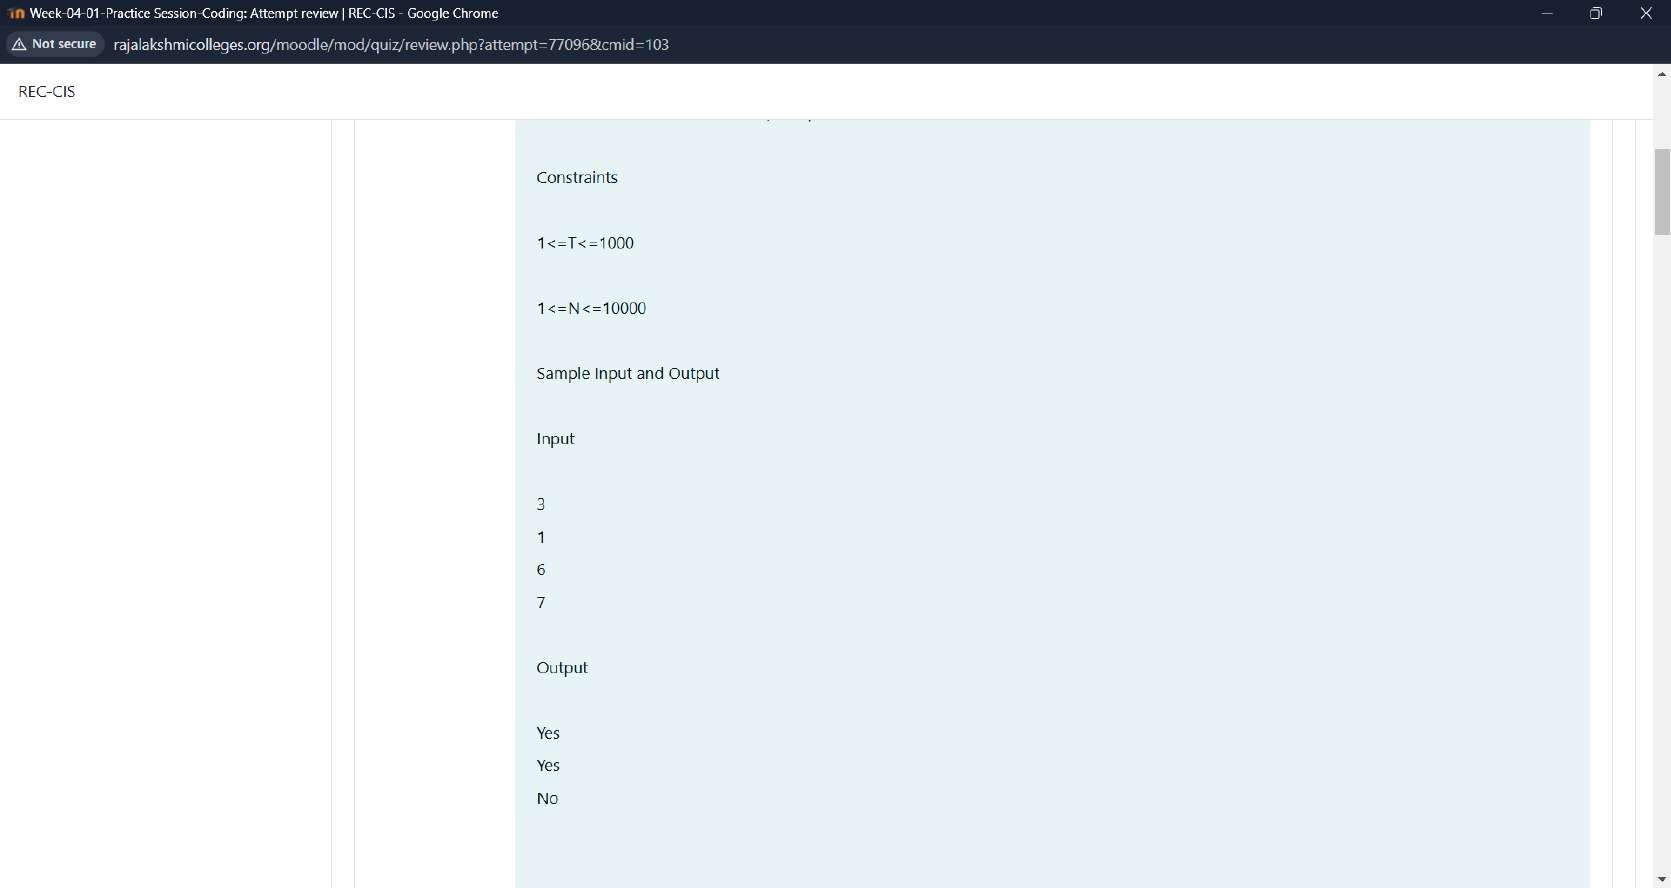 Week-04-01-Practice Session-Coding: Attempt review | REC-CIS - Google Chrome
Not secure rajalakshmicolleges.org/moodle/mod/quiz/review.php?attempt=77096&cmid=103
REC-CIS
Constraints
1<=T<=1000
1<=N<=10000
Sample Input and Output
Input
3
1
6
7
Output
Yes
Yes
No